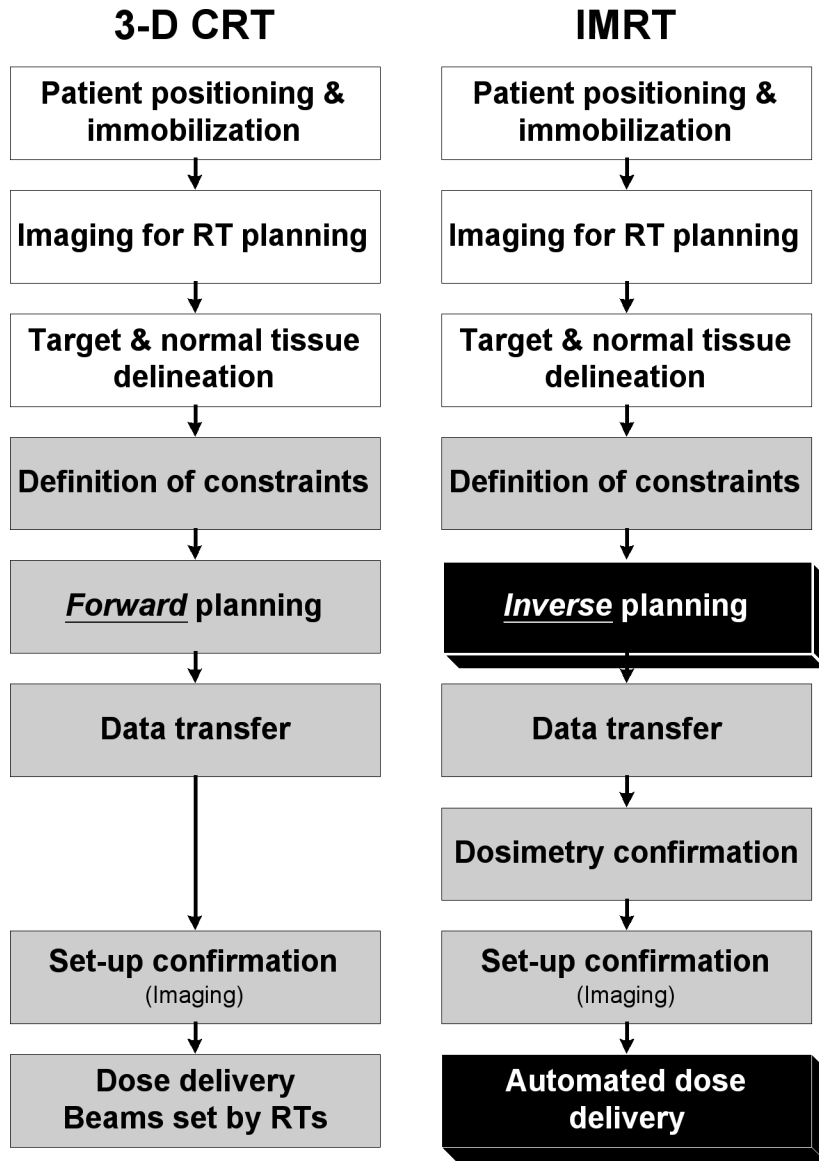 3-D CRT
Patient positioning &
immobilization
Imaging for RT planning
Target & normal tissue
delineation
Definition of constraints
Forward planning
Data transfer
Set-up confirmation
(Imaging)
Dose delivery
Beams set by RTs
IMRT
Patient positioning &
immobilization
Imaging for RT planning
Target & normal tissue
delineation
Definition of constraints
Inverse planning
Data transfer
Dosimetry confirmation
Set-up confirmation
(Imaging)
Automated dose
delivery